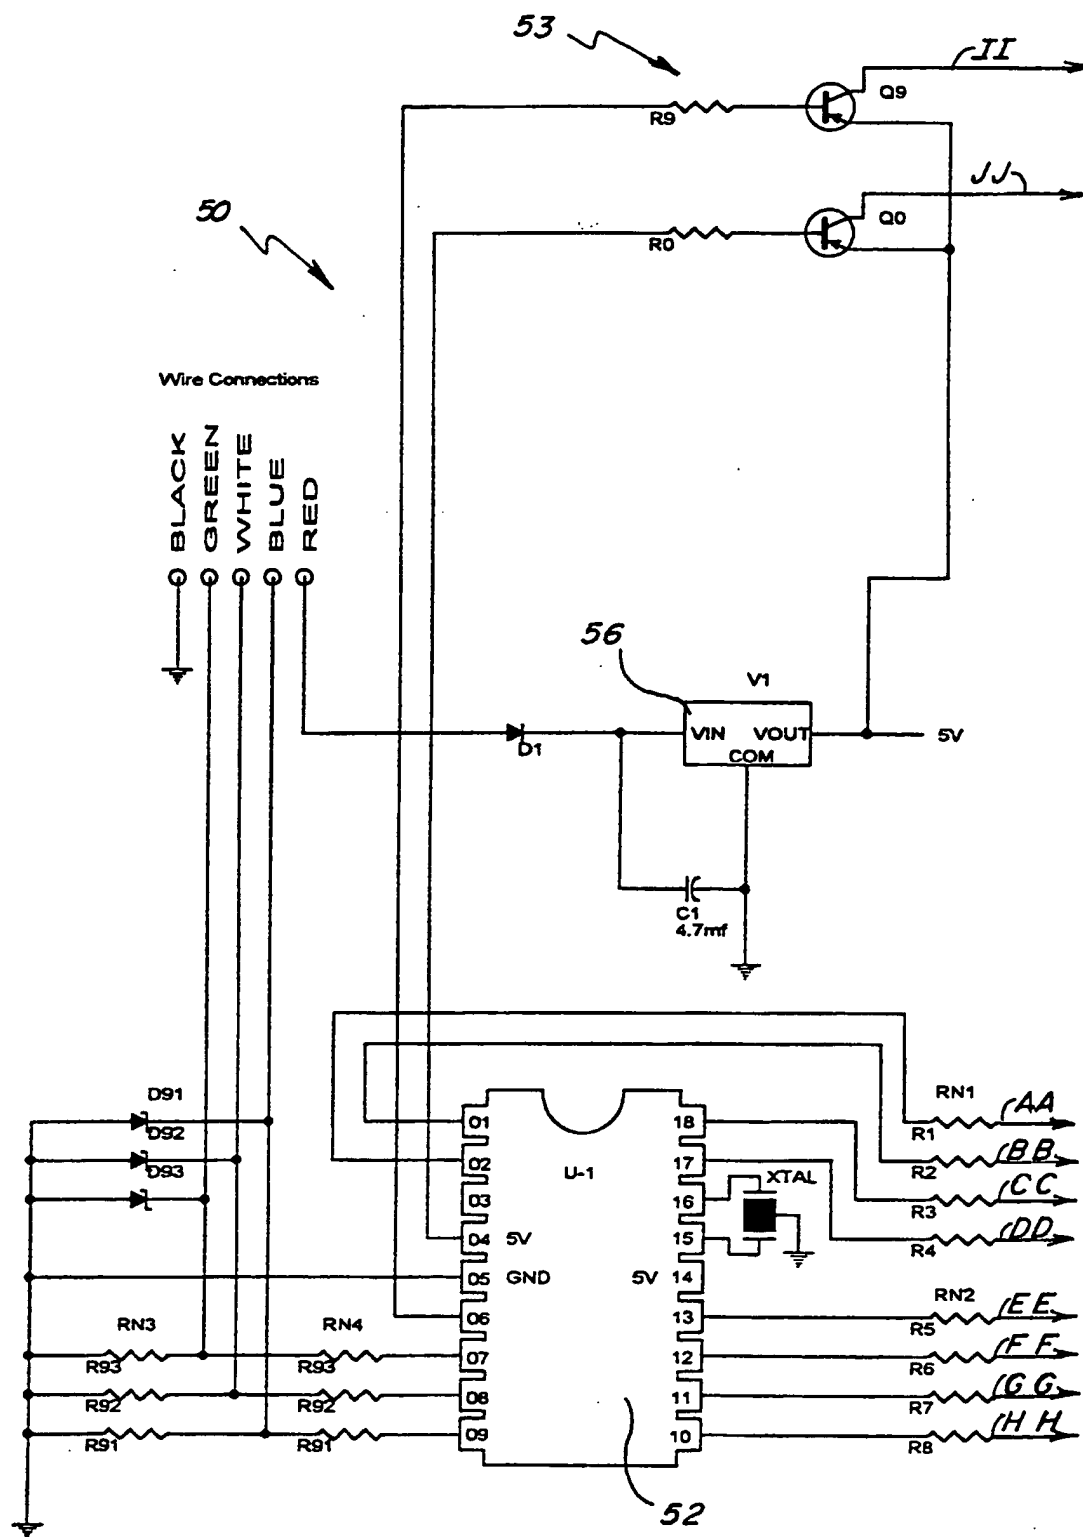 53
II
Q9
R9
JJ
50
Q0
R0
Wire Connections
BLACK
GREEN
WHITE
BLUE
RED
56
V1
VIN VOUT
COM
5V
D1
C1
4.7mf
D91
D92
D93
RN1
AA
R1
BB
R2
CC
R3
DD
R4
01
02
03
04
05
06
07
08
09
U-1
5V
GND
5V
18
17
16
15
14
13
12
11
10
XTAL
RN2
EE
R5
FF
R6
GG
R7
HH
R8
RN3
RN4
R93
R93
R92
R92
R91
R91
52